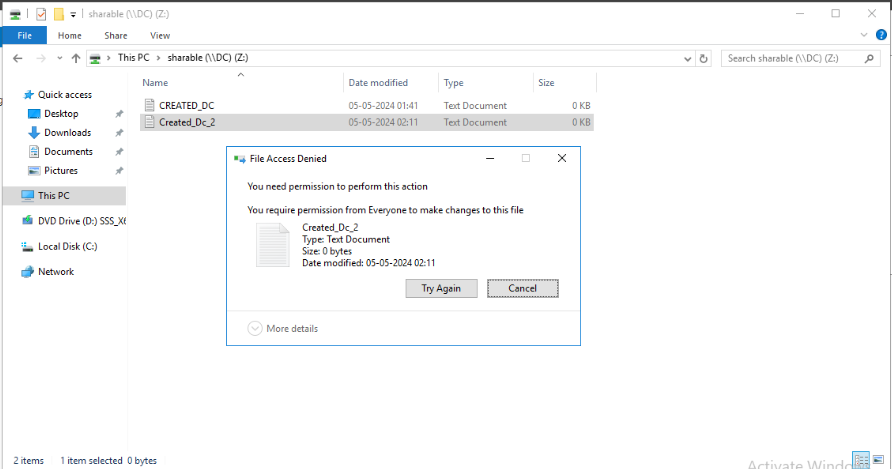 sharable (\\DC) (Z:)
File Home Share View
This PC sharable (\\DC) (Z:) Search sharable (\\DC) (Z:)
Name Date modified Type Size
Quick access
Desktop
Downloads
Documents
Pictures
This PC
DVD Drive (D:) SSS_X6
Local Disk (C:)
Network
CREATED_DC 05-05-2024 01:41 Text Document 0 KB
Created_Dc_2 05-05-2024 02:11 Text Document 0 KB
File Access Denied
You need permission to perform this action
You require permission from Everyone to make changes to this file
Created_Dc_2
Type: Text Document
Size: 0 bytes
Date modified: 05-05-2024 02:11
Try Again Cancel
More details
2 items 1 item selected 0 bytes
Activate Windo